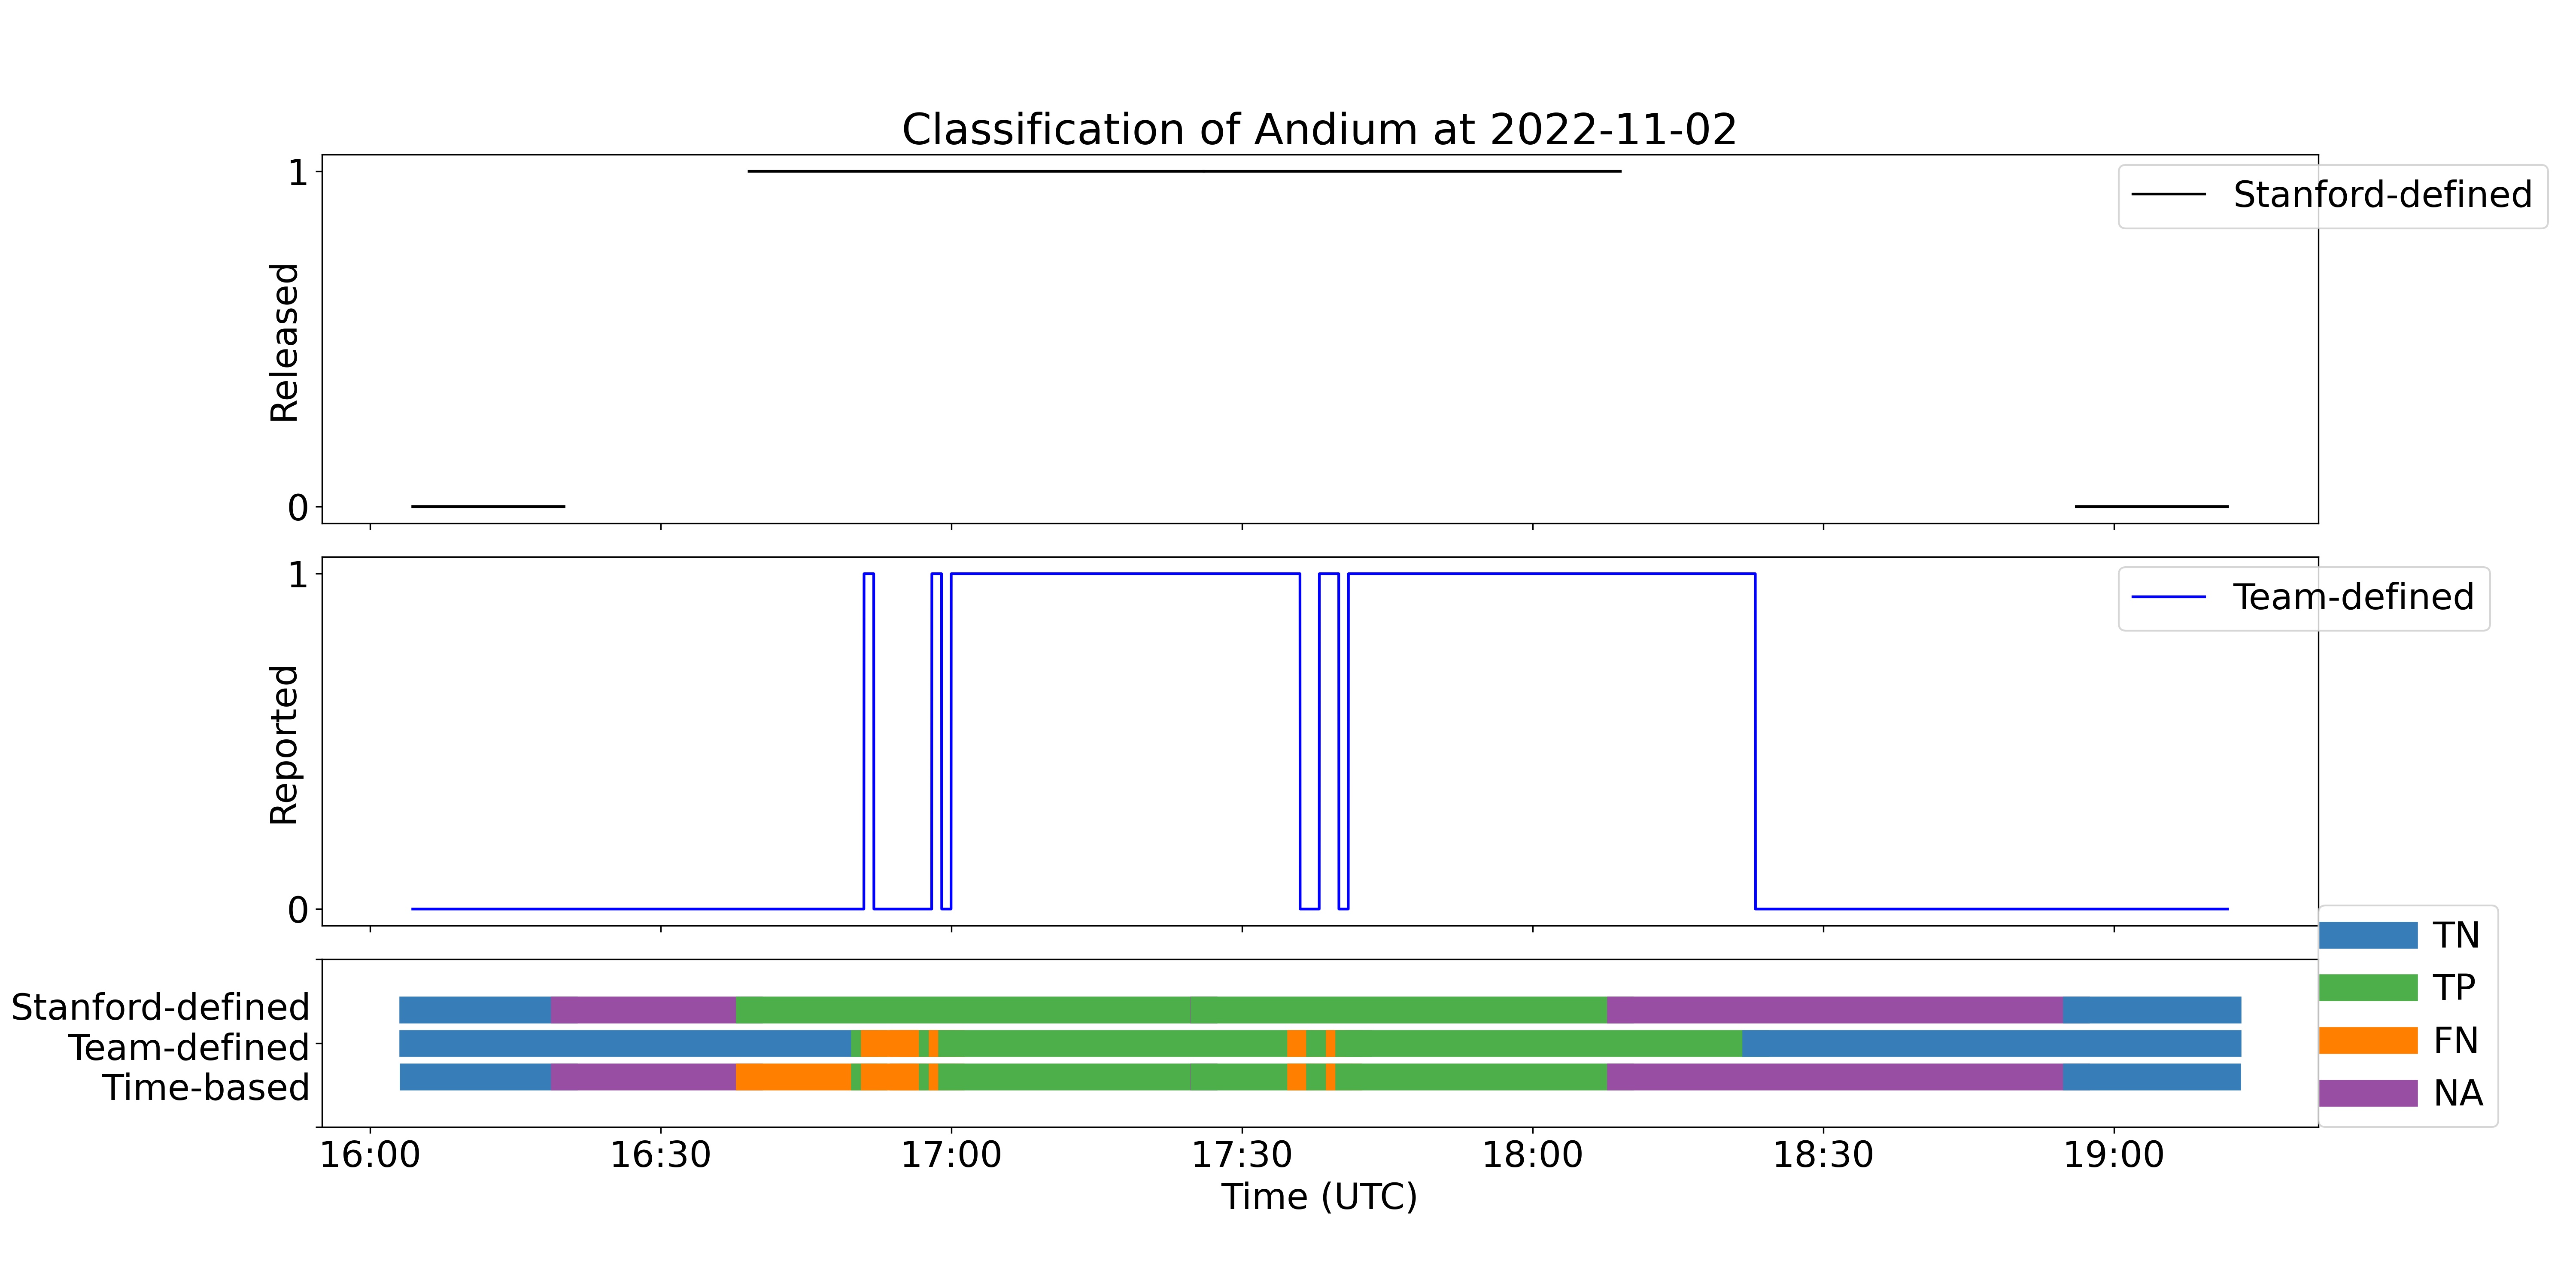 Classification of Andium at 2022-11-02
1
Released
0
Stanford-defined
1
Reported
0
Team-defined
Stanford-defined
Team-defined
Time-based
TN
TP
FN
NA
16:00 16:30 17:00 17:30 18:00 18:30 19:00
Time (UTC)